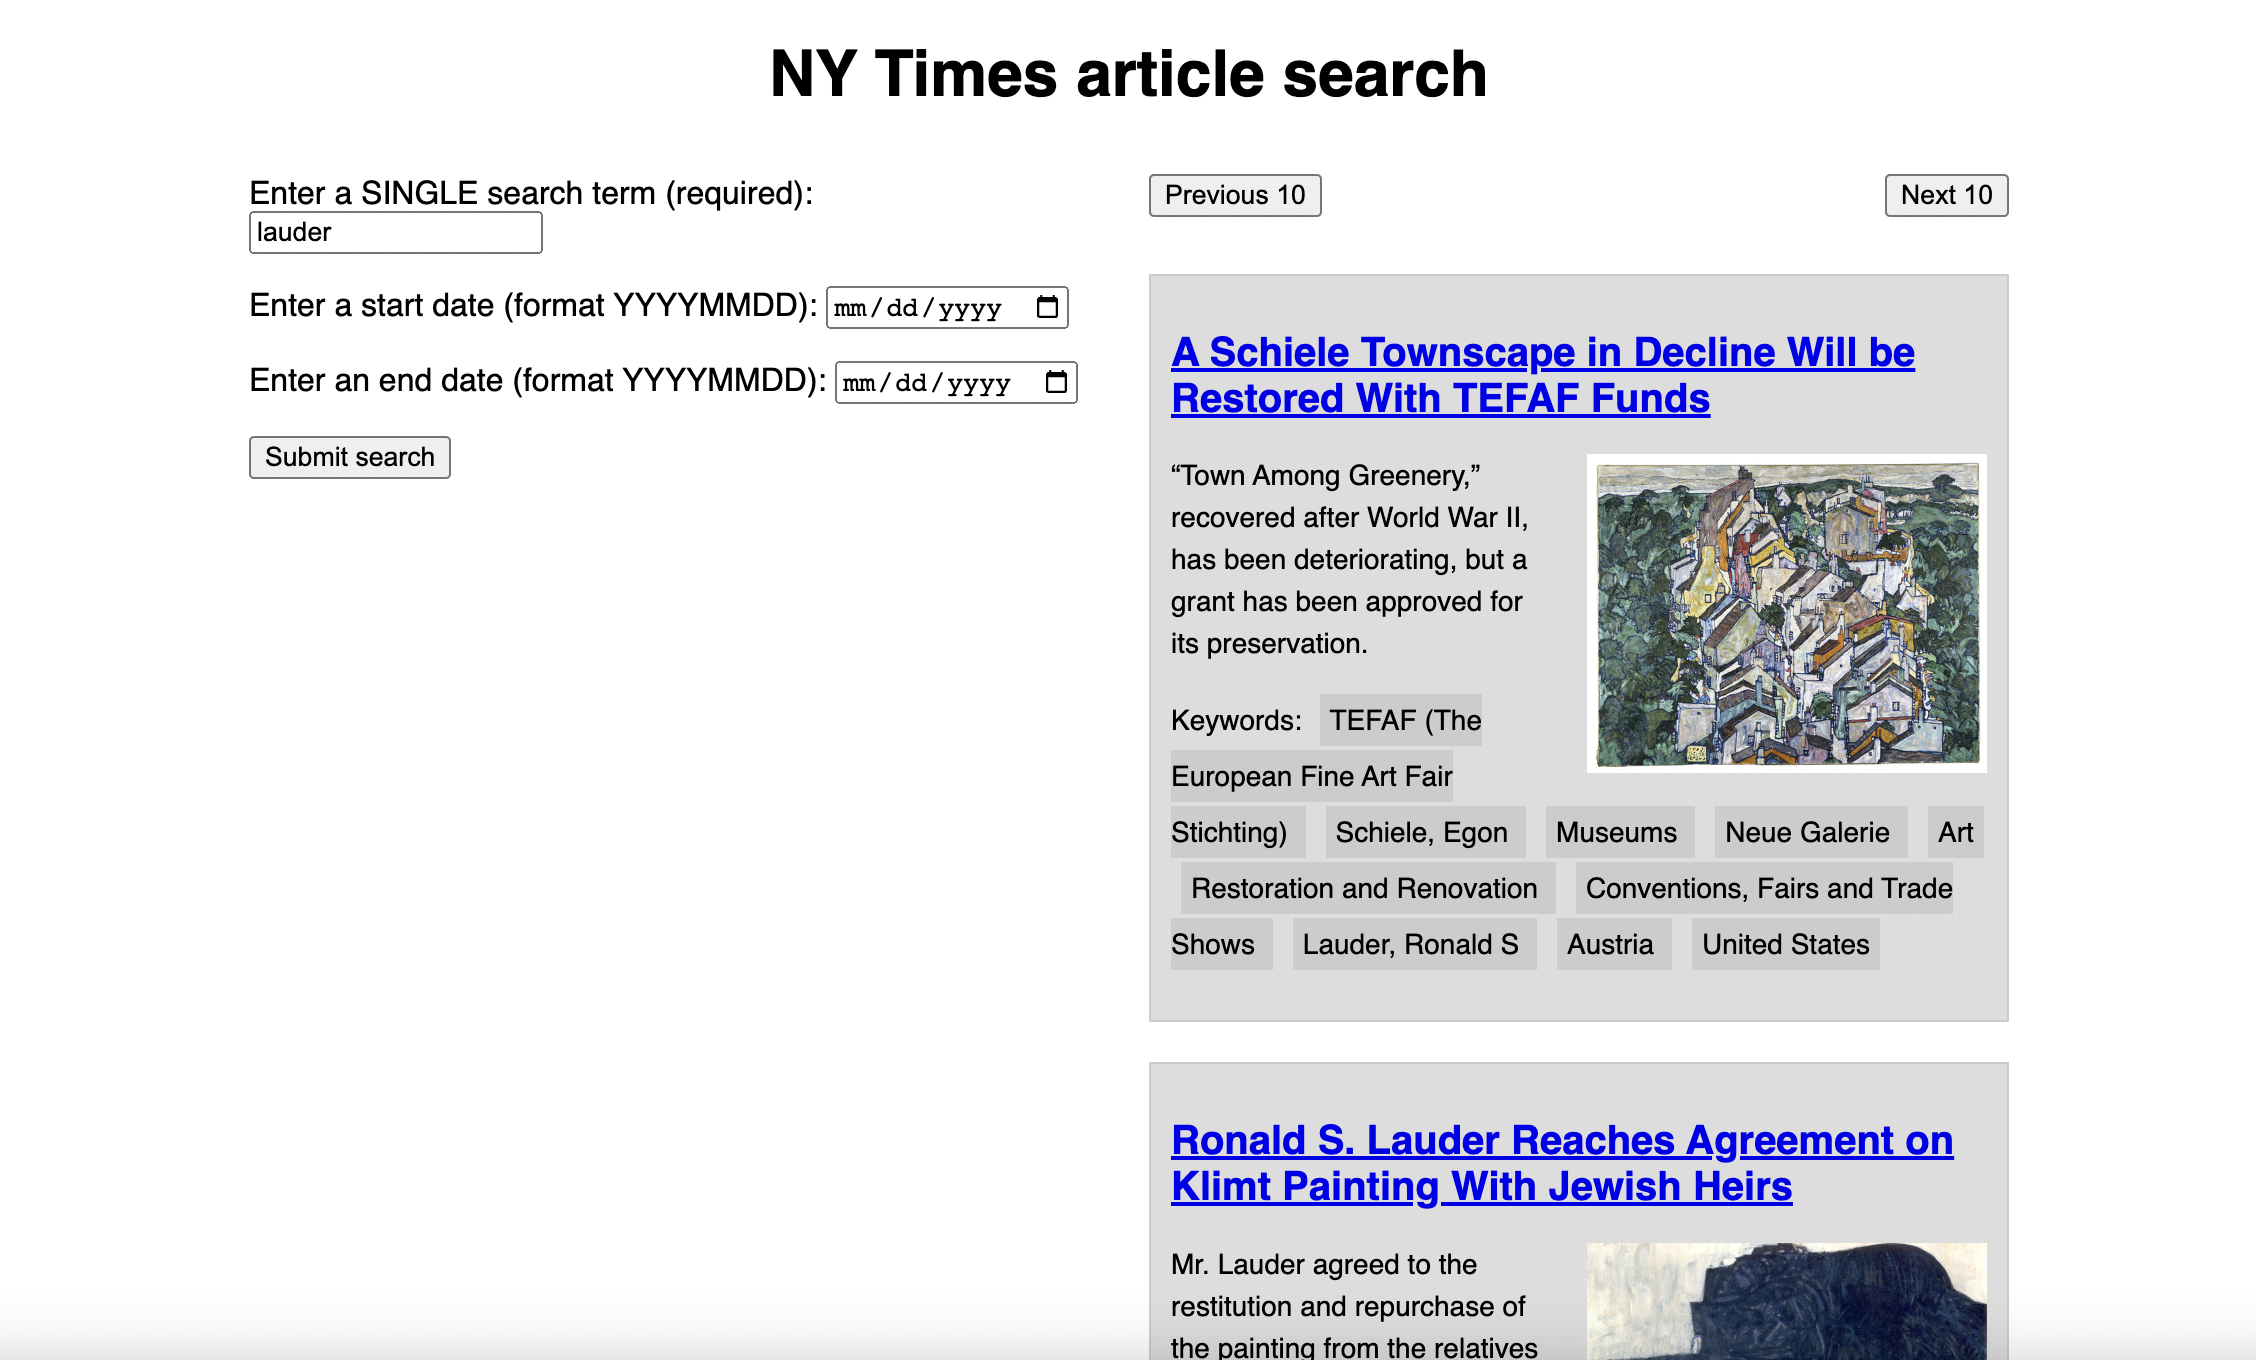 NY Times article search
Enter a SINGLE search term (required):
lauder
Enter a start date (format YYYYMMDD): mm/dd/yyyy
Enter an end date (format YYYYMMDD): mm/dd/yyyy
Submit search
Previous 10
Next 10
A Schiele Townscape in Decline Will be
Restored With TEFAF Funds
“Town Among Greenery,”
recovered after World War II,
has been deteriorating, but a
grant has been approved for
its preservation.
Keywords: TEFAF (The
European Fine Art Fair
Stichting) Schiele, Egon Museums Neue Galerie Art
Restoration and Renovation Conventions, Fairs and Trade
Shows Lauder, Ronald S Austria United States
Ronald S. Lauder Reaches Agreement on
Klimt Painting With Jewish Heirs
Mr. Lauder agreed to the
restitution and repurchase of
the painting from the relatives